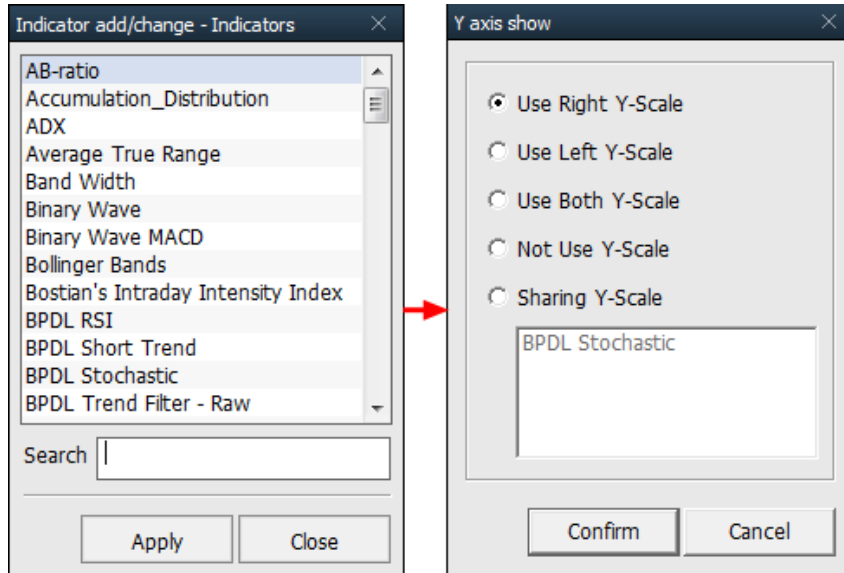 Indicator add/change - Indicators
AB-ratio
Accumulation_Distribution
ADX
Average True Range
Band Width
Binary Wave
Binary Wave MACD
Bollinger Bands
Bostian's Intraday Intensity Index
BPDL RSI
BPDL Short Trend
BPDL Stochastic
BPDL Trend Filter - Raw
Search
Apply
Close
Y axis show
Use Right Y-Scale
Use Left Y-Scale
Use Both Y-Scale
Not Use Y-Scale
Sharing Y-Scale
BPDL Stochastic
Confirm
Cancel